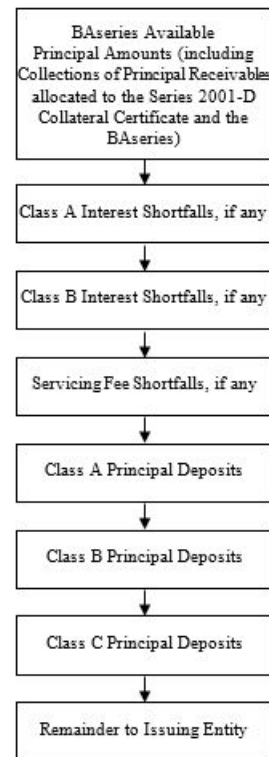 BAseries Available
Principal Amounts (including
Collections of Principal Receivables
allocated to the Series 2001-D
Collateral Certificate and the
BAseries)
Class A Interest Shortfalls, if any
Class B Interest Shortfalls, if any
Servicing Fee Shortfalls, if any
Class A Principal Deposits
Class B Principal Deposits
Class C Principal Deposits
Remainder to Issuing Entity